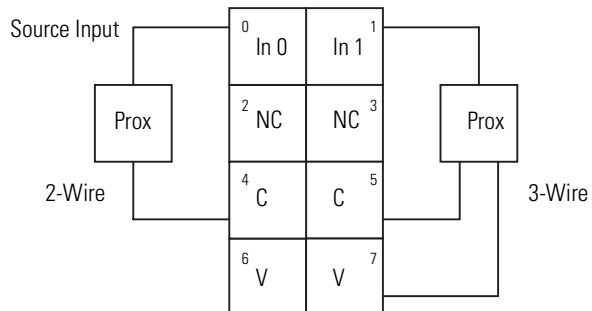 Source Input
0
In 0
1
In 1
Prox
2
NC
3
NC
Prox
2-Wire
4
C
5
C
3-Wire
6
V
7
V